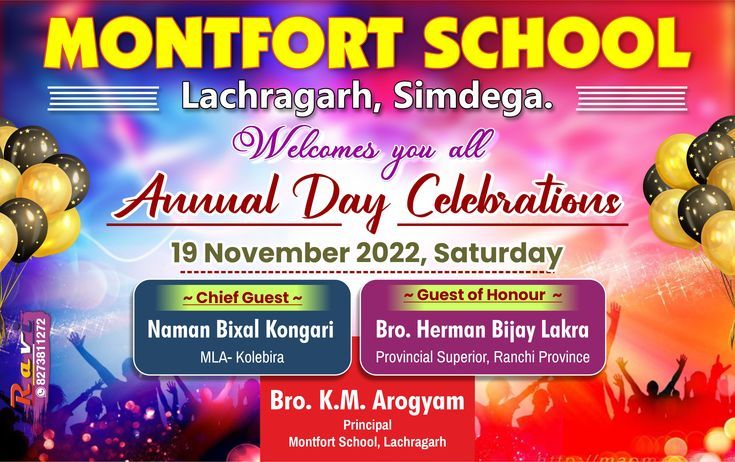 MONTFORT SCHOOL
Lachragarh, Simdega.
Welcomes you all
Annual Day Celebrations
19 November 2022, Saturday
~ Chief Guest ~
Naman Bixal Kongari
MLA- Kolebira
~ Guest of Honour ~
Bro. Herman Bijay Lakra
Provincial Superior, Ranchi Province
Bro. K.M. Arogyam
Principal
Montfort School, Lachragarh
Ravi
8273811272